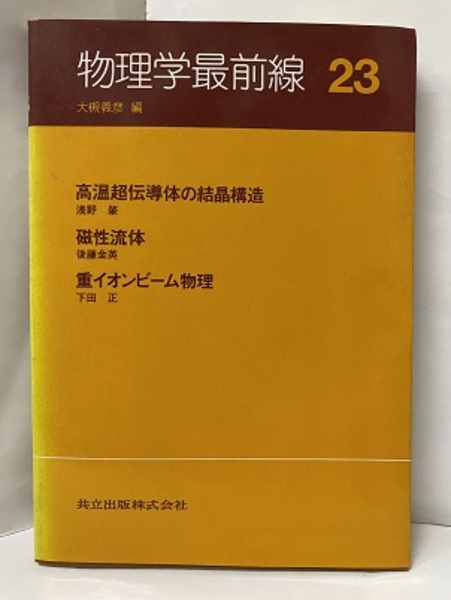 物理学最前線 23
大槻義彦 編
高温超伝導体の結晶構造
浅野 肇
磁性流体
後藤金英
重イオンビーム物理
下田 正
共立出版株式会社